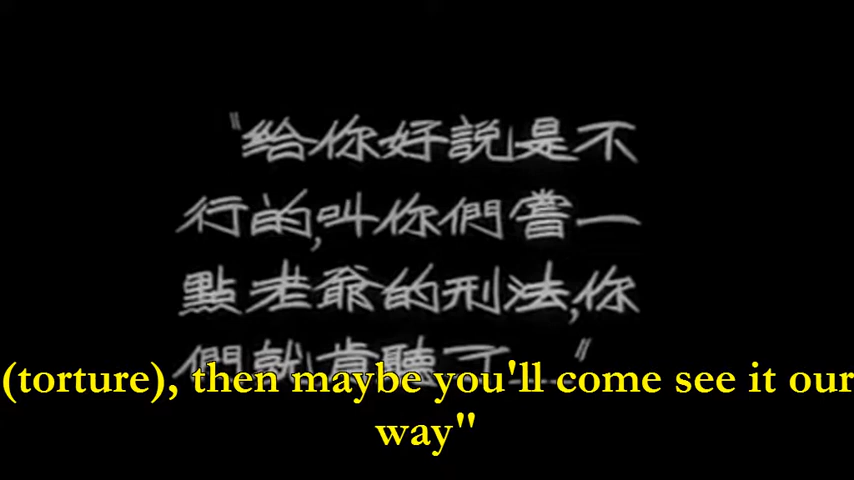 "給你好說是不
行的,叫你們嘗一
點老爺的刑法,你
們就肯聽了....."
(torture), then maybe you'll come see it our
way"